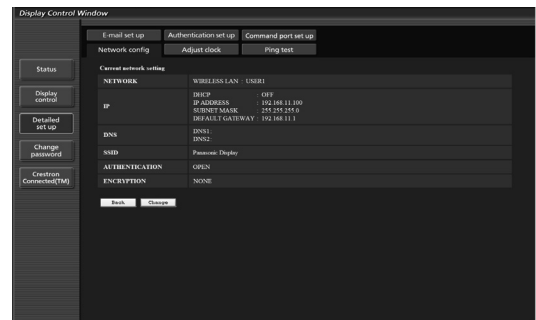 Display Control Window
E-mail set up
Authentication set up
Command port set up
Network config
Adjust clock
Ping test
Status
Display control
Detailed set up
Change password
Crestron Connected(TM)
Current network setting
NETWORK WIRELESS LAN : USER1
IP
DHCP : OFF
IP ADDRESS : 192.168.11.100
SUBNET MASK : 255.255.255.0
DEFAULT GATEWAY : 192.168.11.1
DNS
DNS1:
DNS2:
SSID Panasonic Display
AUTHENTICATION OPEN
ENCRYPTION NONE
Back
Change